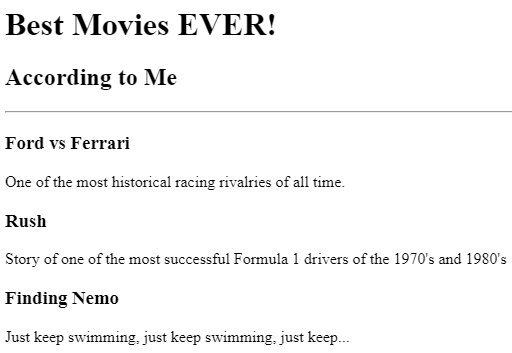 Best Movies EVER!
According to Me
Ford vs Ferrari
One of the most historical racing rivalries of all time.
Rush
Story of one of the most successful Formula 1 drivers of the 1970's and 1980's
Finding Nemo
Just keep swimming, just keep swimming, just keep...